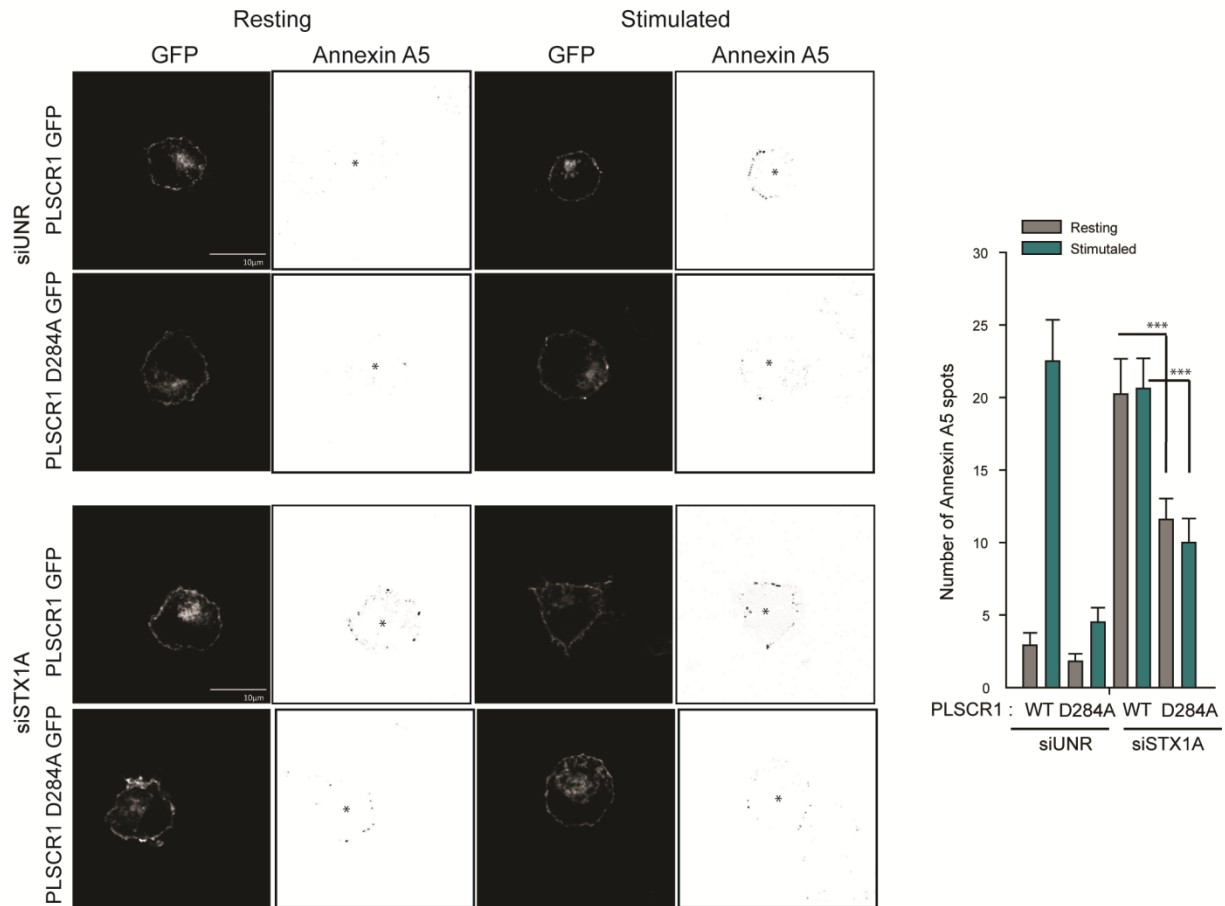 Resting Stimulated
GFP Annexin A5 GFP Annexin A5
siUNR
PLSCR1 GFP
* *
10µm
PLSCR1 D284A GFP
* *
siSTX1A
PLSCR1 GFP
* *
10µm
PLSCR1 D284A GFP
* *
Resting
Stimutaled
Number of Annexin A5 spots
30
25
20
15
10
5
0
***
***
PLSCR1 : WT D284A WT D284A
siUNR siSTX1A